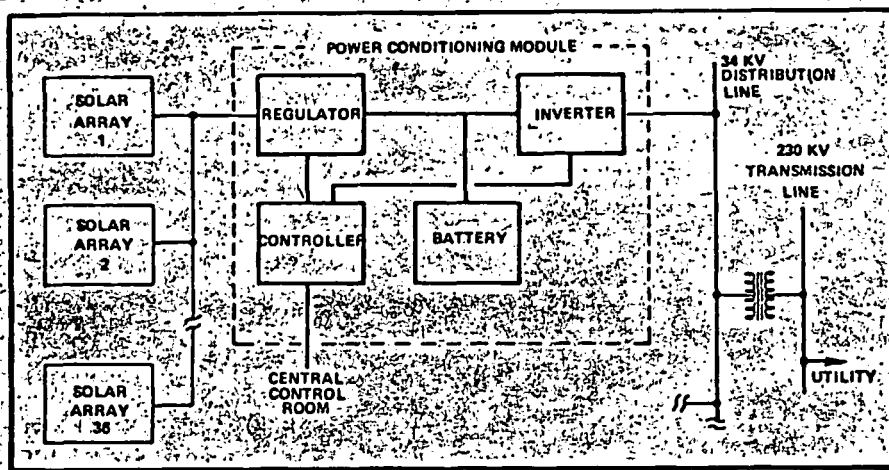 POWER CONDITIONING MODULE
SOLAR
ARRAY
1
REGULATOR
INVERTER
34 KV
DISTRIBUTION
LINE
230 KV
TRANSMISSION
LINE
SOLAR
ARRAY
2
CONTROLLER
BATTERY
SOLAR
ARRAY
36
CENTRAL
CONTROL
ROOM
UTILITY